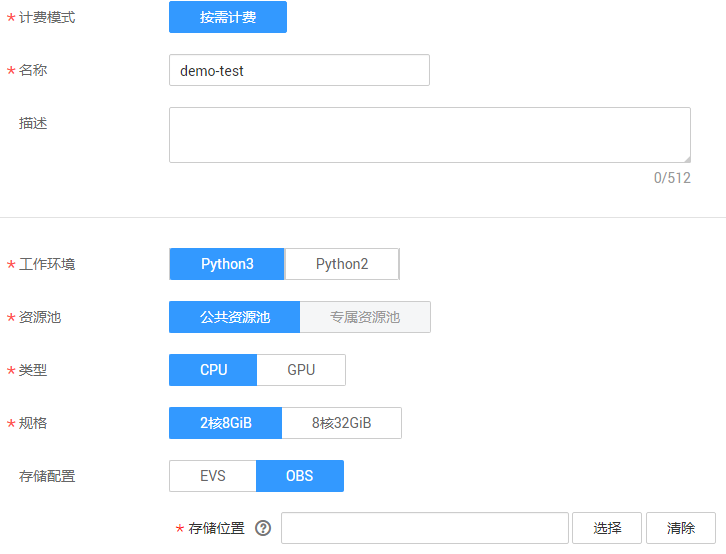 * 计费模式 按需计费
* 名称 demo-test
描述
0/512
* 工作环境 Python3 Python2
* 资源池 公共资源池 专属资源池
* 类型 CPU GPU
* 规格 2核8GiB 8核32GiB
存储配置 EVS OBS
* 存储位置 ? 选择 清除